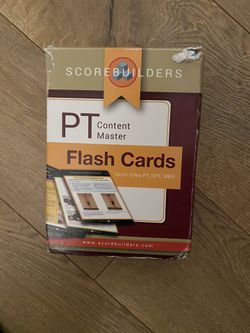 SCOREBUILDERS
PT Content
Master
Flash Cards
Scott Giles PT, DPT, MBA
www.scorebuilders.com